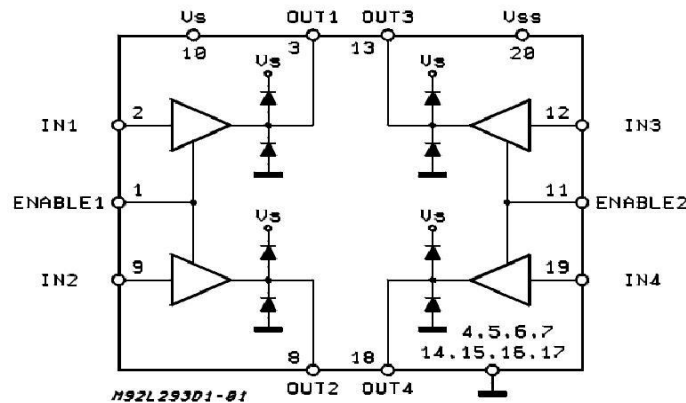 Vs OUT1 OUT3 Vss
10 3 13 20
Vs Vs
IN1 2 12 IN3
ENABLE1 1 11 ENABLE2
Vs Vs
IN2 9 19 IN4
4.5.6.7
8 18 14.15.16.17
OUT2 OUT4
M92L293D1-01